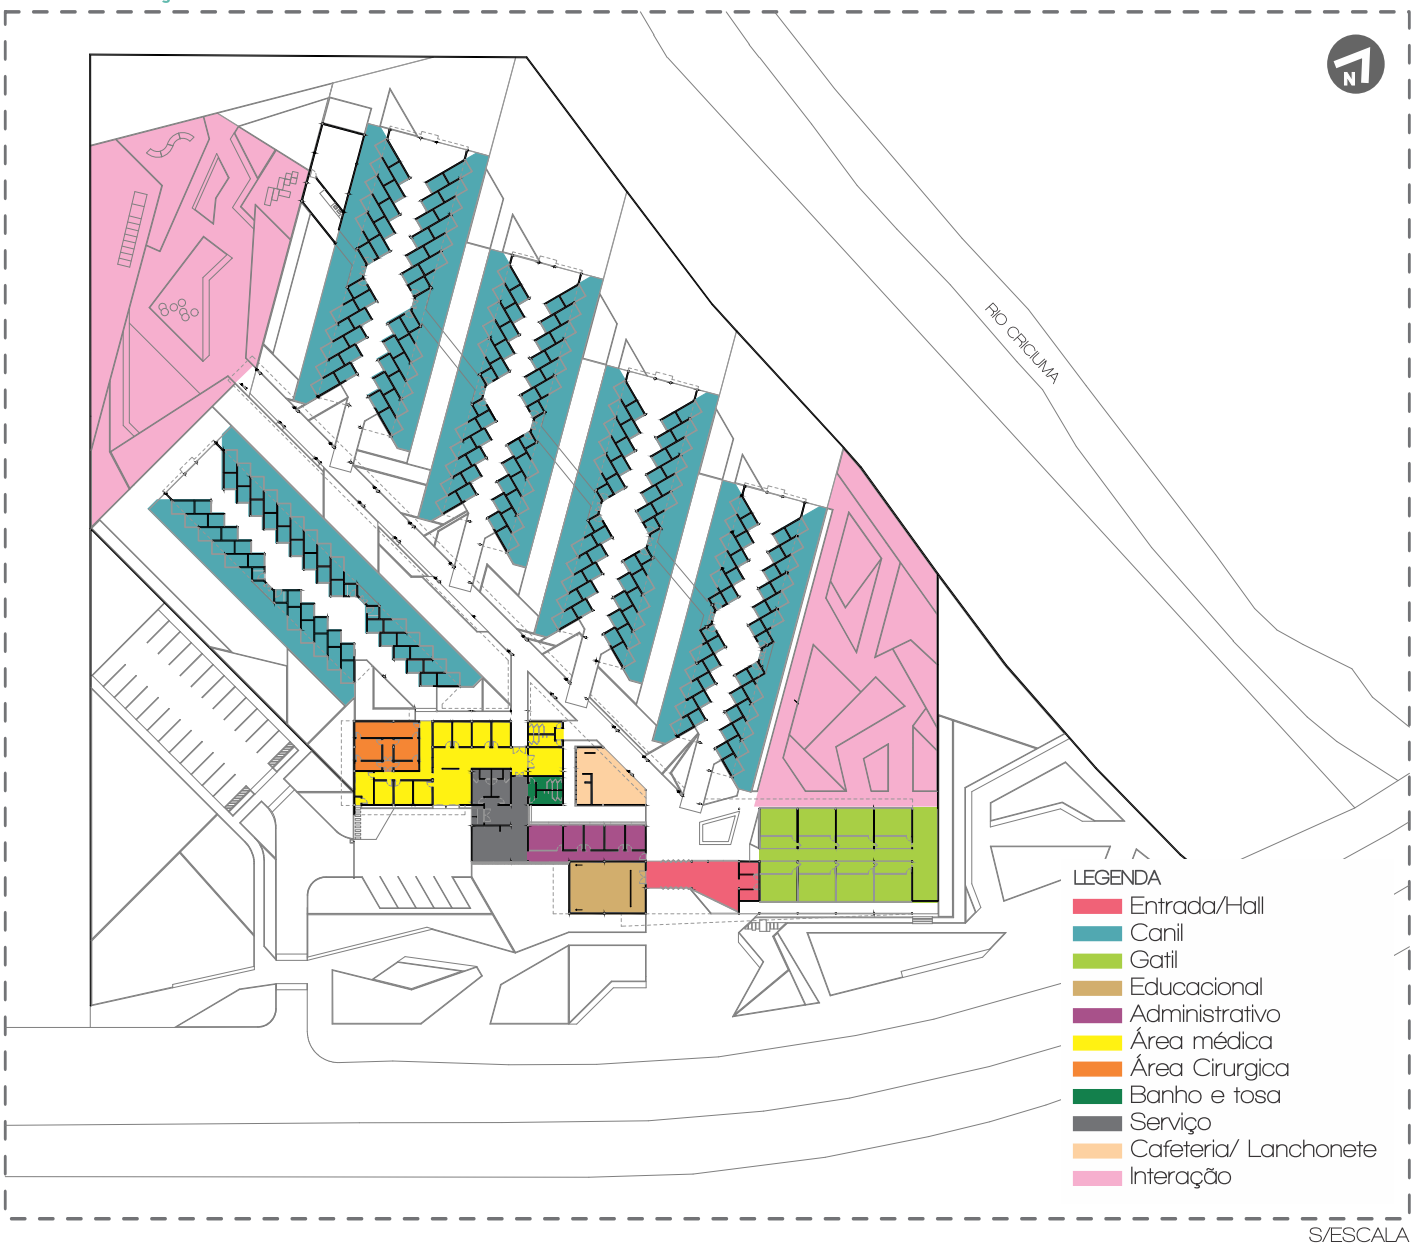 N
RIO CRICIUMA
LEGENDA
Entrada/Hall
Canil
Gatil
Educacional
Administrativo
Área médica
Área Cirurgica
Banho e tosa
Serviço
Cafeteria/ Lanchonete
Interação
S/ESCALA